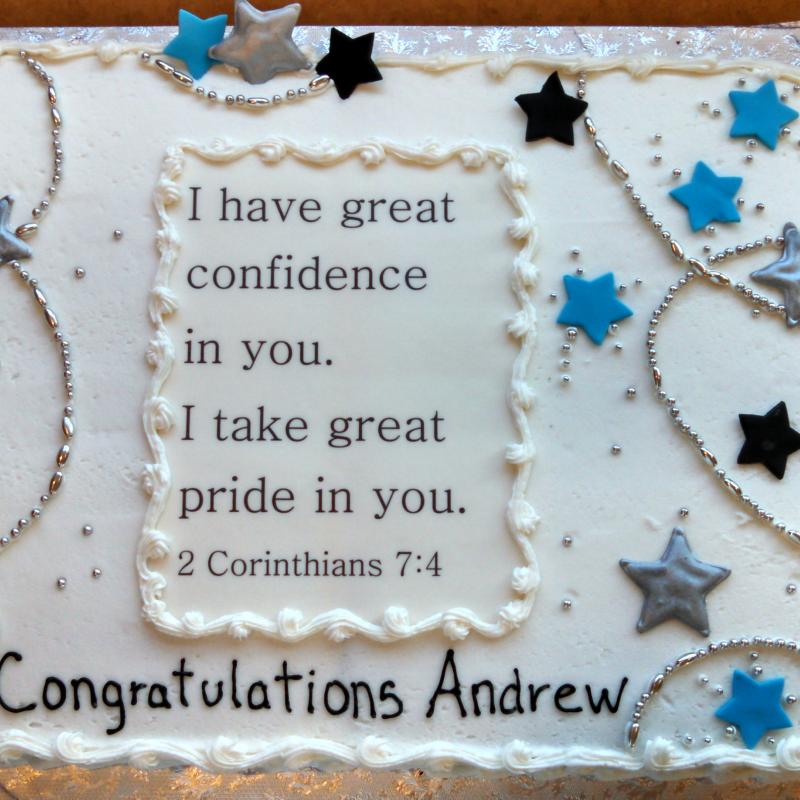 I have great
confidence
in you.
I take great
pride in you.
2 Corinthians 7:4
Congratulations Andrew